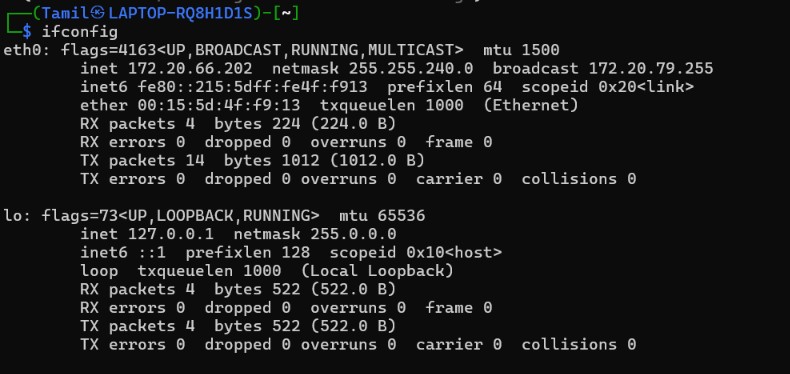 ┌──(Tamil㉿LAPTOP-RQ8H1D1S)-[~]
└─$ ifconfig
eth0: flags=4163<UP,BROADCAST,RUNNING,MULTICAST>  mtu 1500
        inet 172.20.66.202  netmask 255.255.240.0  broadcast 172.20.79.255
        inet6 fe80::215:5dff:fe4f:f913  prefixlen 64  scopeid 0x20<link>
        ether 00:15:5d:4f:f9:13  txqueuelen 1000  (Ethernet)
        RX packets 4  bytes 224 (224.0 B)
        RX errors 0  dropped 0  overruns 0  frame 0
        TX packets 14  bytes 1012 (1012.0 B)
        TX errors 0  dropped 0 overruns 0  carrier 0  collisions 0

lo: flags=73<UP,LOOPBACK,RUNNING>  mtu 65536
        inet 127.0.0.1  netmask 255.0.0.0
        inet6 ::1  prefixlen 128  scopeid 0x10<host>
        loop  txqueuelen 1000  (Local Loopback)
        RX packets 4  bytes 522 (522.0 B)
        RX errors 0  dropped 0  overruns 0  frame 0
        TX packets 4  bytes 522 (522.0 B)
        TX errors 0  dropped 0 overruns 0  carrier 0  collisions 0